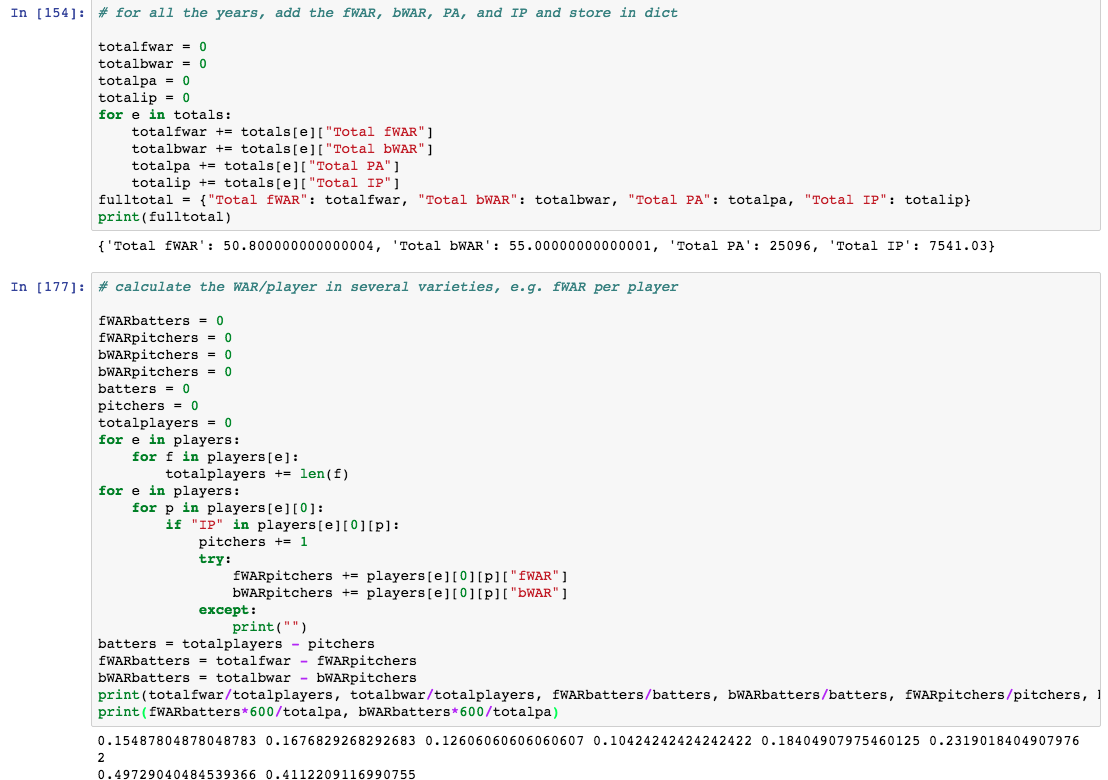 In [154]: # for all the years, add the fWAR, bWAR, PA, and IP and store in dict
totalfwar = 0
totalbwar = 0
totalpa = 0
totalip = 0
for e in totals:
    totalfwar += totals[e]["Total fWAR"]
    totalbwar += totals[e]["Total bWAR"]
    totalpa += totals[e]["Total PA"]
    totalip += totals[e]["Total IP"]
fulltotal = {"Total fWAR": totalfwar, "Total bWAR": totalbwar, "Total PA": totalpa, "Total IP": totalip}
print(fulltotal)
{'Total fWAR': 50.800000000000004, 'Total bWAR': 55.00000000000001, 'Total PA': 25096, 'Total IP': 7541.03}
In [177]: # calculate the WAR/player in several varieties, e.g. fWAR per player
fWARbatters = 0
fWARpitchers = 0
bWARpitchers = 0
bWARpitchers = 0
batters = 0
pitchers = 0
totalplayers = 0
for e in players:
    for f in players[e]:
        totalplayers += len(f)
for e in players:
    for p in players[e][0]:
        if "IP" in players[e][0][p]:
            pitchers += 1
            try:
                fWARpitchers += players[e][0][p]["fWAR"]
                bWARpitchers += players[e][0][p]["bWAR"]
            except:
                print("")
batters = totalplayers - pitchers
fWARbatters = totalfwar - fWARpitchers
bWARbatters = totalbwar - bWARpitchers
print(totalfwar/totalplayers, totalbwar/totalplayers, fWARbatters/batters, bWARbatters/batters, fWARpitchers/pitchers,
print(fWARbatters*600/totalpa, bWARbatters*600/totalpa)
0.15487804878048783 0.1676829268292683 0.12606060606060607 0.10424242424242422 0.18404907975460125 0.2319018404907976
2
0.49729040484539366 0.4112209116990755